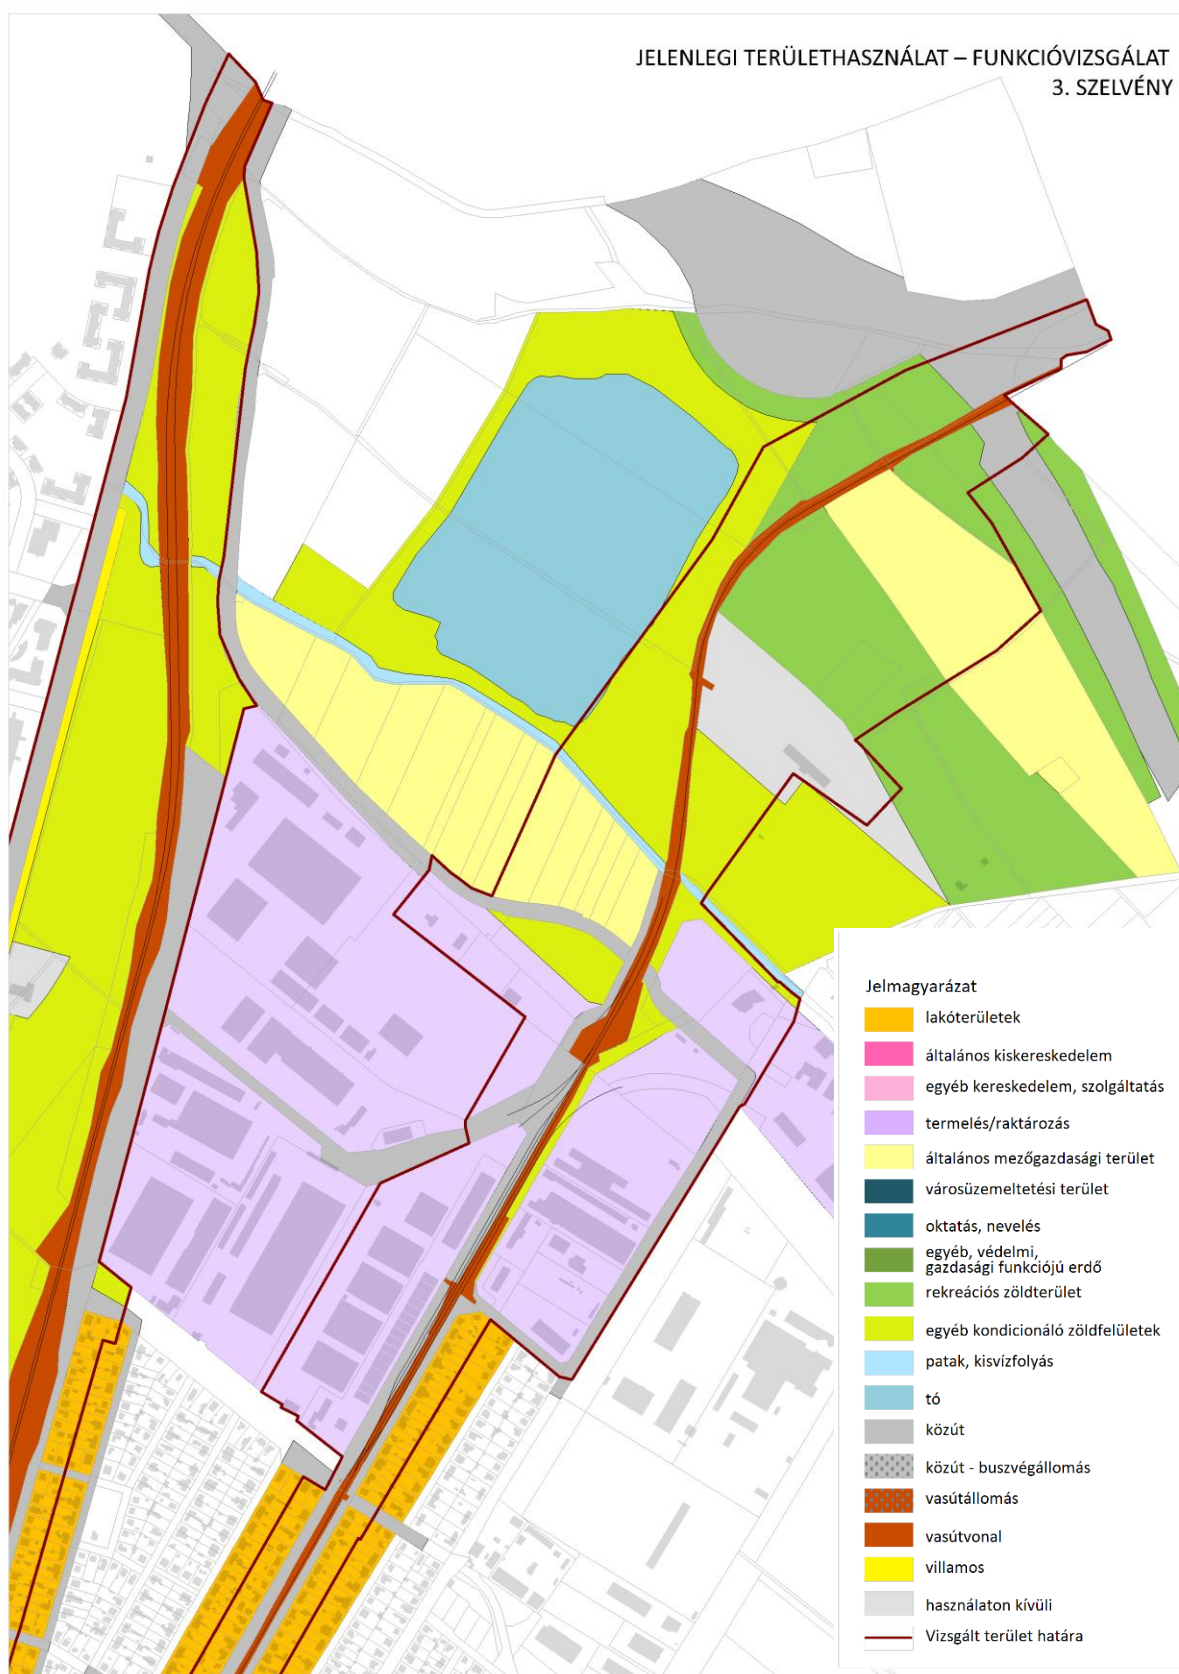 JELENLEGI TERÜLETHASZNÁLAT – FUNKCIÓVIZSGÁLAT
3. SZELVÉNY
Jelmagyarázat
lakóterületek
általános kiskereskedelem
egyéb kereskedelem, szolgáltatás
termelés/raktározás
általános mezőgazdasági terület
városüzemeltetési terület
oktatás, nevelés
egyéb, védelmi,
gazdasági funkciójú erdő
rekreációs zöldterület
egyéb kondicionáló zöldfelületek
patak, kisvízfolyás
tó
közút
közút - buszvégállomás
vasútállomás
vasútvonal
villamos
használaton kívüli
Vizsgált terület határa